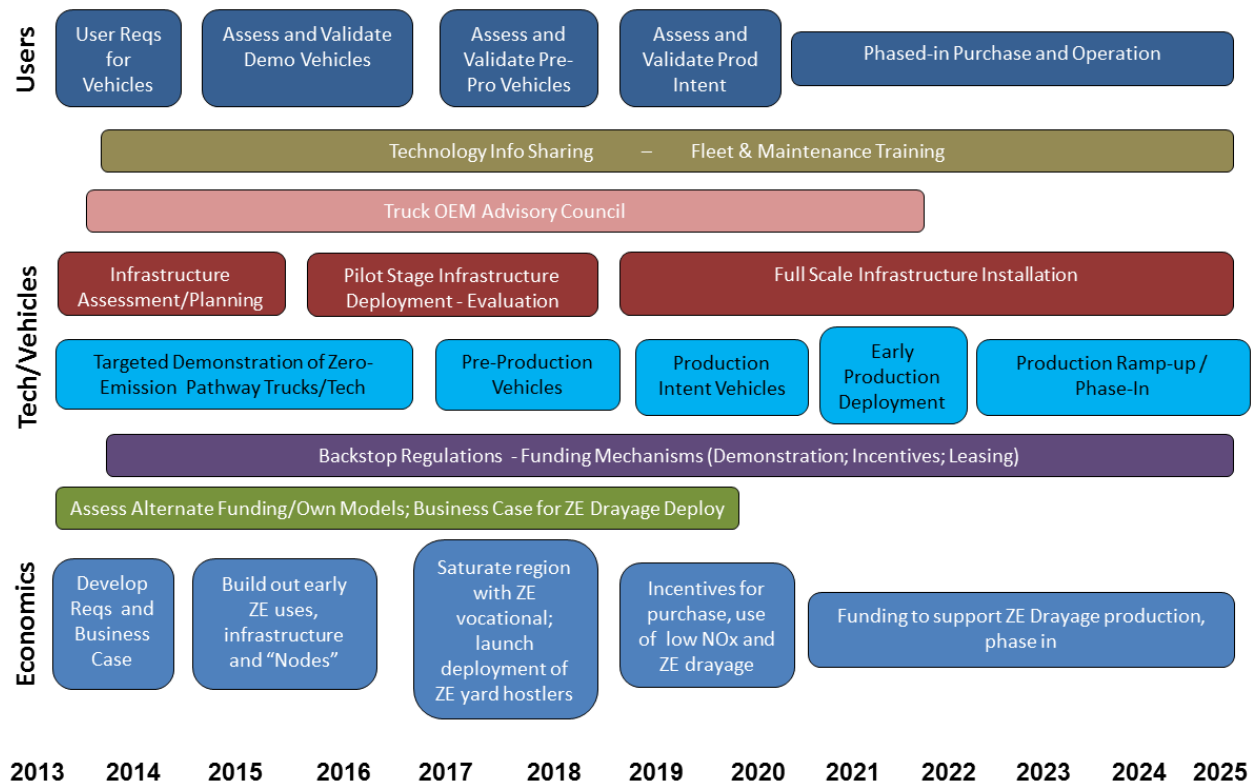 Users
User Reqs
for
Vehicles
Assess and Validate
Demo Vehicles
Assess and
Validate Pre-
Pro Vehicles
Assess and
Validate Prod
Intent
Phased-in Purchase and Operation
Technology Info Sharing – Fleet & Maintenance Training
Truck OEM Advisory Council
Tech/Vehicles
Infrastructure
Assessment/Planning
Pilot Stage Infrastructure
Deployment - Evaluation
Full Scale Infrastructure Installation
Targeted Demonstration of Zero-
Emission Pathway Trucks/Tech
Pre-Production
Vehicles
Production
Intent Vehicles
Early
Production
Deployment
Production Ramp-up /
Phase-In
Backstop Regulations - Funding Mechanisms (Demonstration; Incentives; Leasing)
Assess Alternate Funding/Own Models; Business Case for ZE Drayage Deploy
Economics
Develop
Reqs and
Business
Case
Build out early
ZE uses,
infrastructure
and “Nodes”
Saturate region
with ZE
vocational;
launch
deployment of
ZE yard hostlers
Incentives for
purchase, use
of low NOx and
ZE drayage
Funding to support ZE Drayage production,
phase in
2013 2014 2015 2016 2017 2018 2019 2020 2021 2022 2023 2024 2025